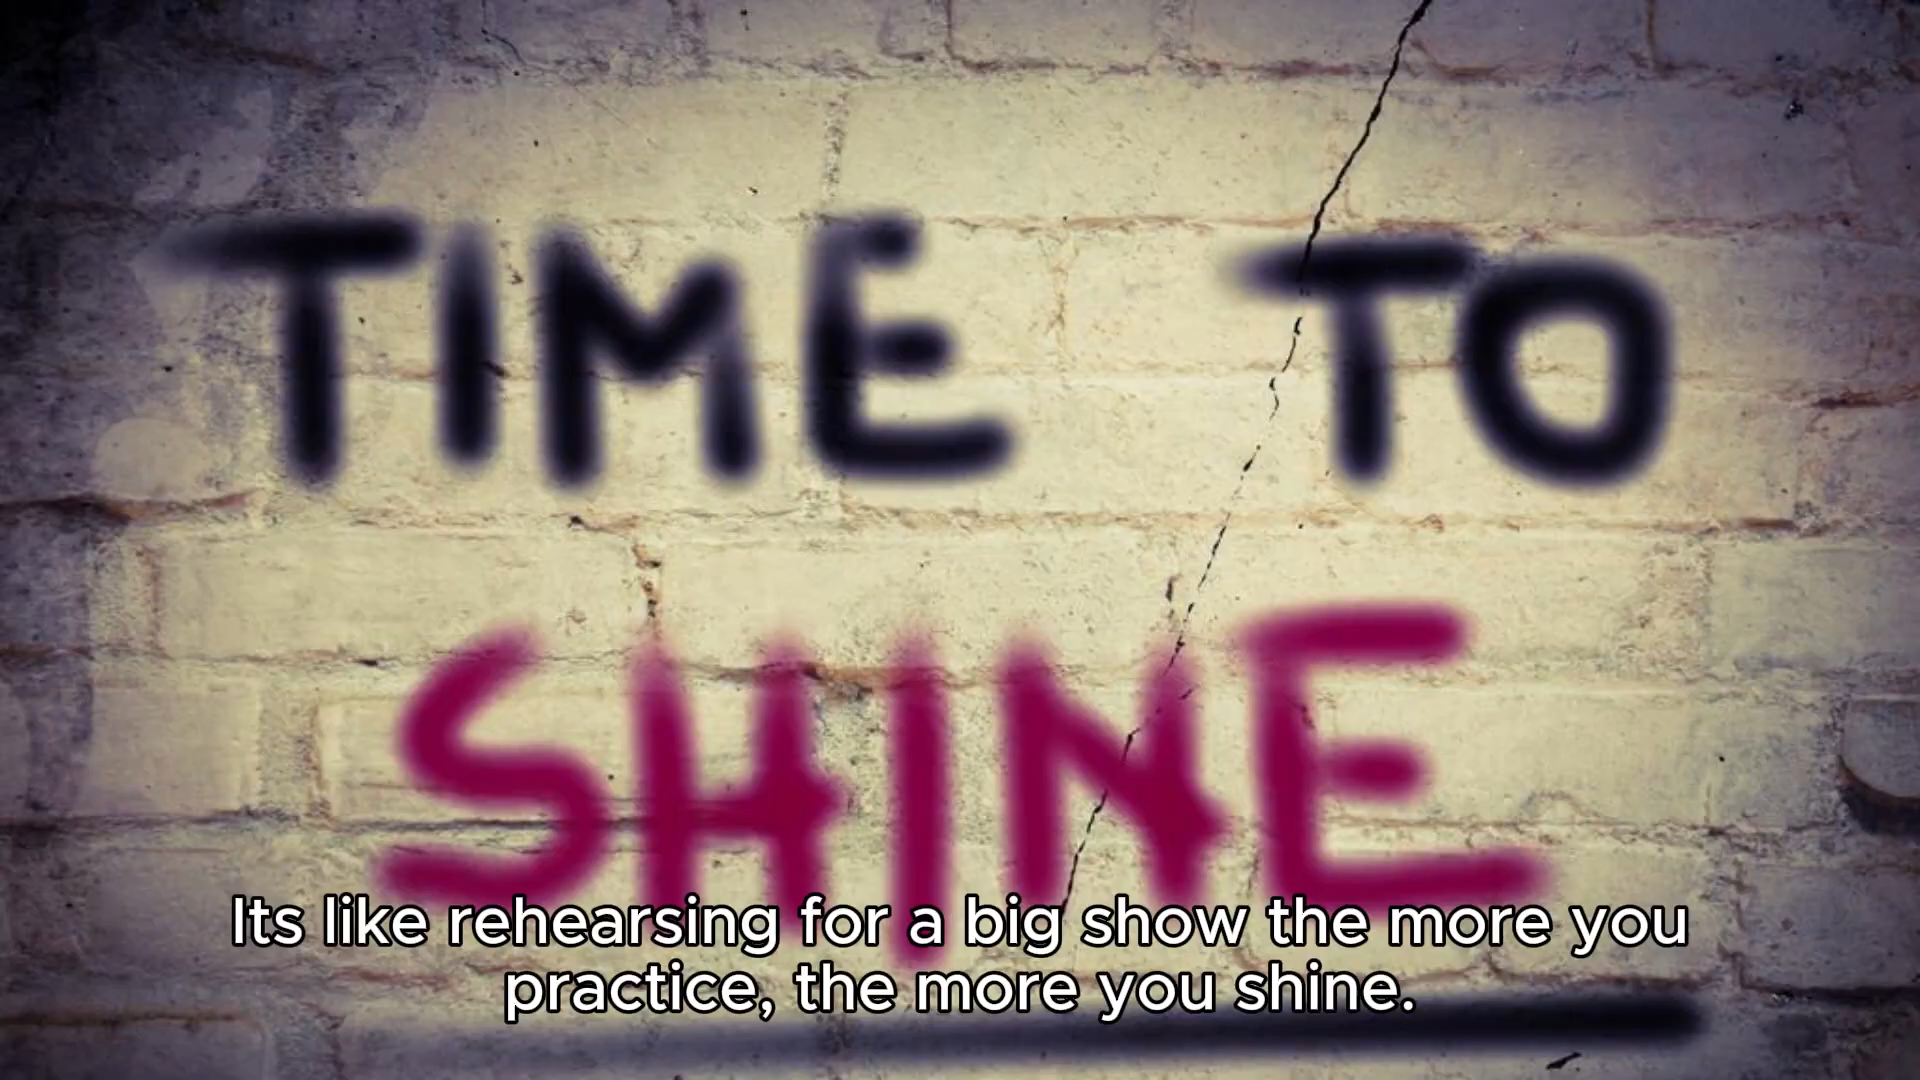 TIME TO
SHINE
Its like rehearsing for a big show the more you
practice, the more you shine.